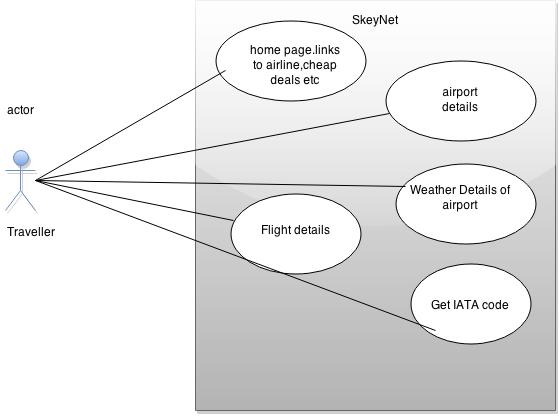 SkeyNet
home page.links
to airline,cheap
deals etc
airport
details
actor
Weather Details of
airport
Traveller
Flight details
Get IATA code